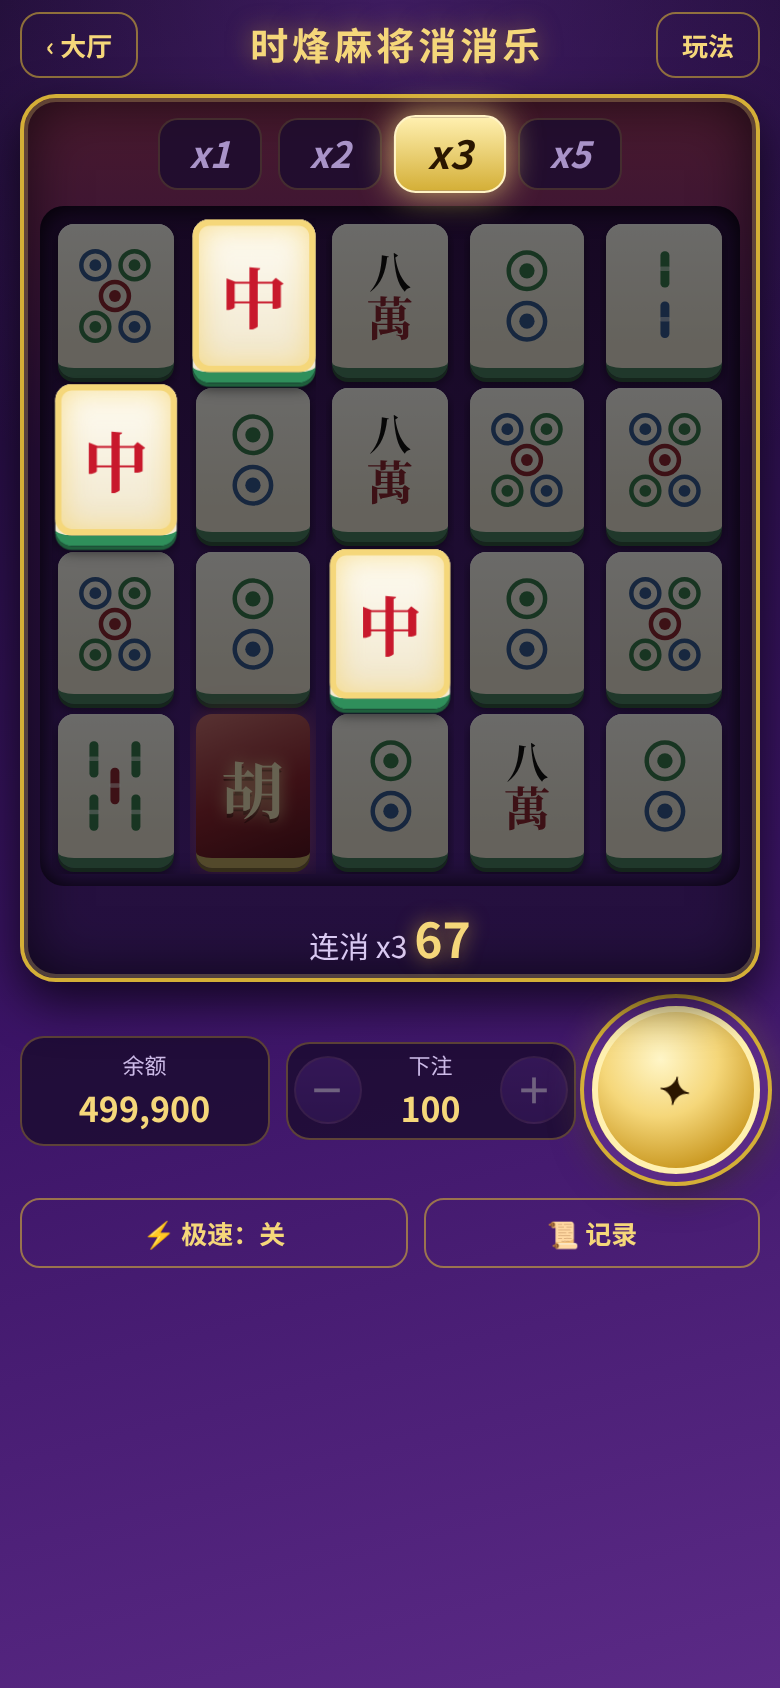 ‹ 大厅
时烽麻将消消乐
玩法
x1
x2
x3
x5
中
八萬
中
八萬
中
胡
八萬
连消 x3 67
余额
499,900
下注
− 100 +
⚡ 极速：关
📜 记录